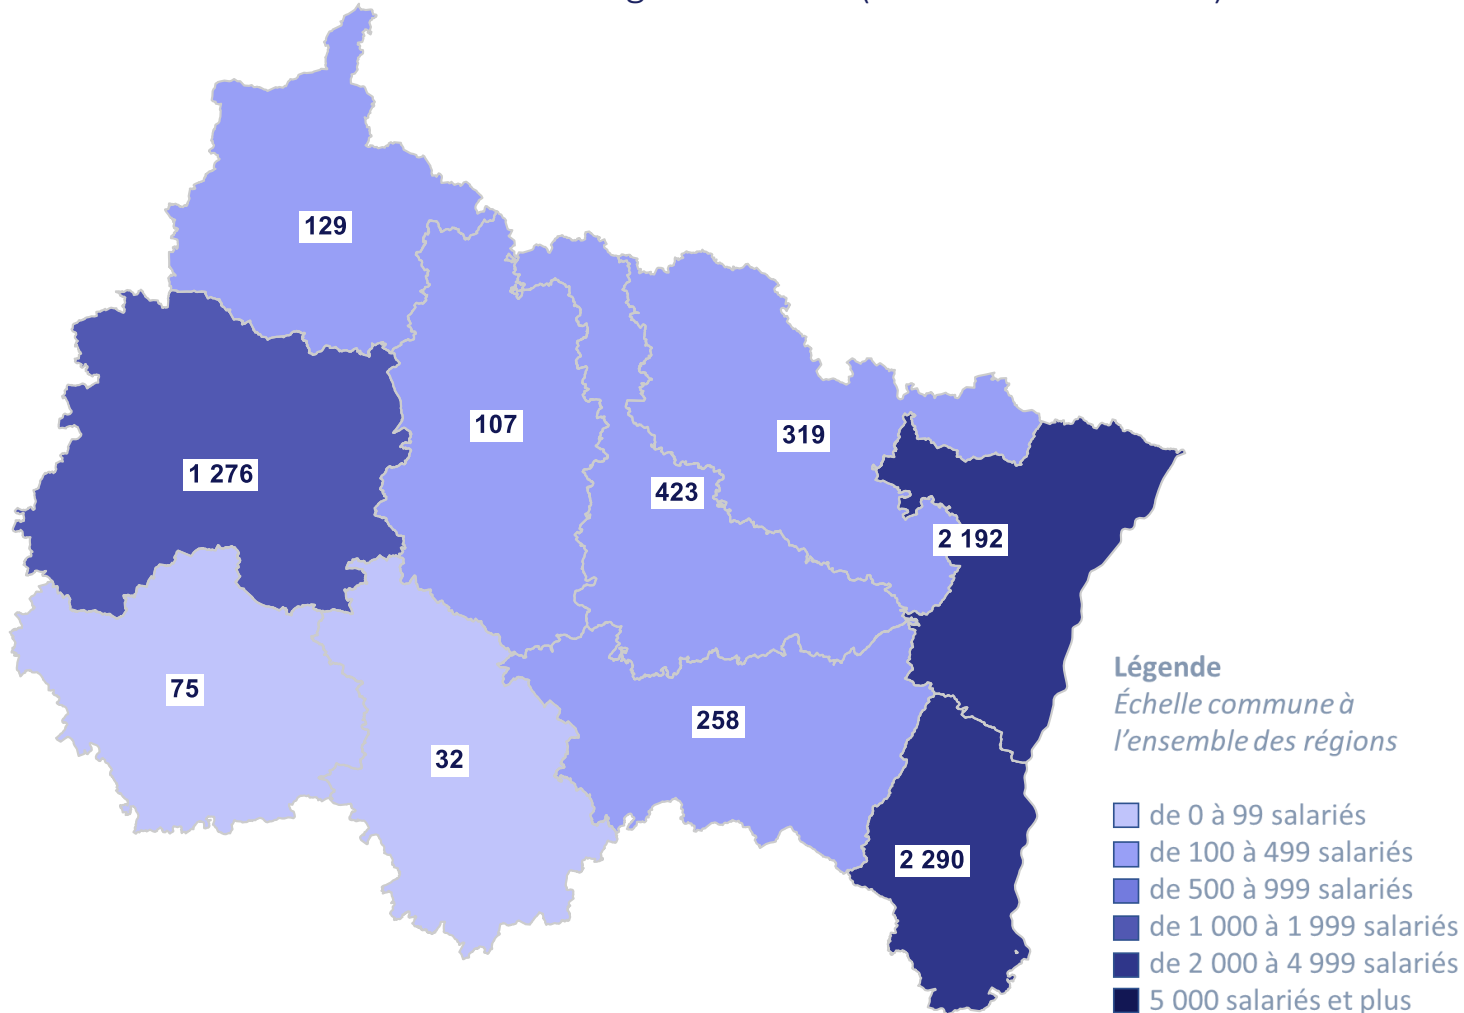 129
107
319
1 276
423
2 192
75
258
32
2 290
Légende
Échelle commune à
l'ensemble des régions
de 0 à 99 salariés
de 100 à 499 salariés
de 500 à 999 salariés
de 1 000 à 1 999 salariés
de 2 000 à 4 999 salariés
5 000 salariés et plus